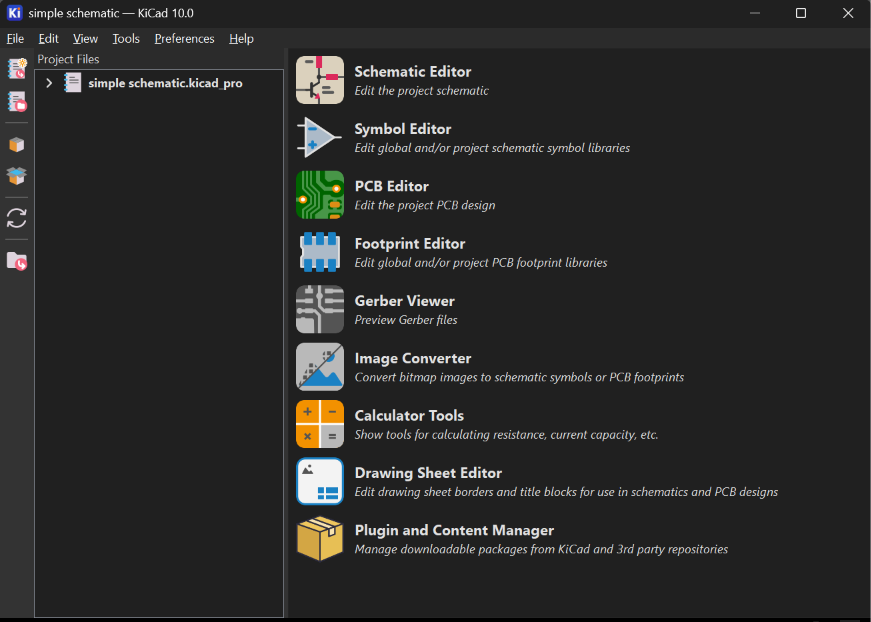 Ki simple schematic — KiCad 10.0
File Edit View Tools Preferences Help
Project Files
simple schematic.kicad_pro
Schematic Editor
Edit the project schematic
Symbol Editor
Edit global and/or project schematic symbol libraries
PCB Editor
Edit the project PCB design
Footprint Editor
Edit global and/or project PCB footprint libraries
Gerber Viewer
Preview Gerber files
Image Converter
Convert bitmap images to schematic symbols or PCB footprints
Calculator Tools
Show tools for calculating resistance, current capacity, etc.
Drawing Sheet Editor
Edit drawing sheet borders and title blocks for use in schematics and PCB designs
Plugin and Content Manager
Manage downloadable packages from KiCad and 3rd party repositories